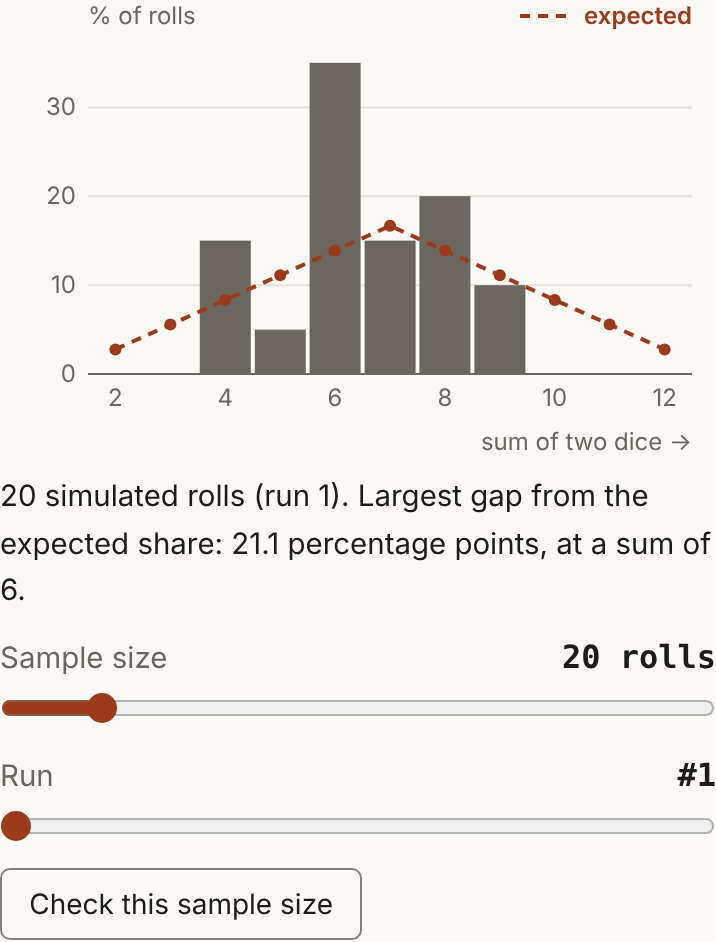 % of rolls
expected
30
20
10
0
2 4 6 8 10 12
sum of two dice →
20 simulated rolls (run 1). Largest gap from the
expected share: 21.1 percentage points, at a sum of
6.
Sample size
20 rolls
Run
#1
Check this sample size